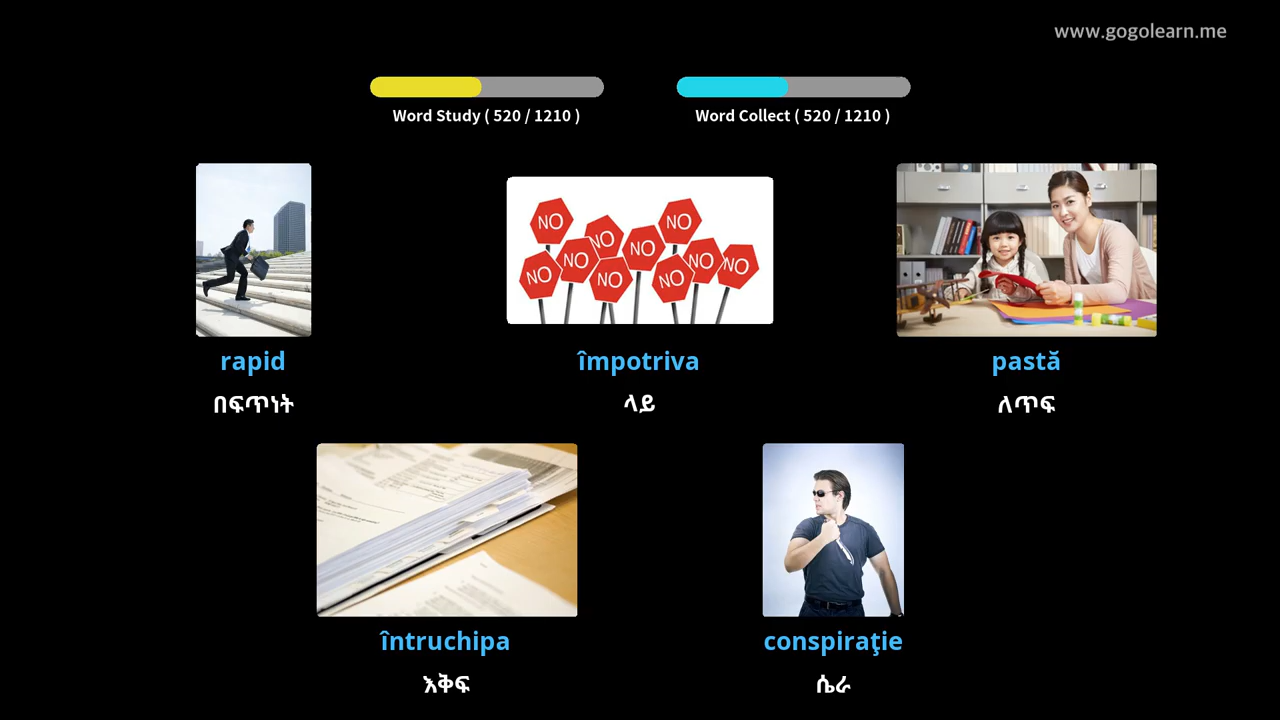 www.gogolearn.me
Word Study ( 520 / 1210 )
Word Collect ( 520 / 1210 )
NO
NO
NO
NO
NO
NO
NO
NO
NO
NO
rapid
በፍጥነት
împotriva
ላይ
pastă
ለጥፍ
întruchipa
እቅፍ
conspiraţie
ሴራ